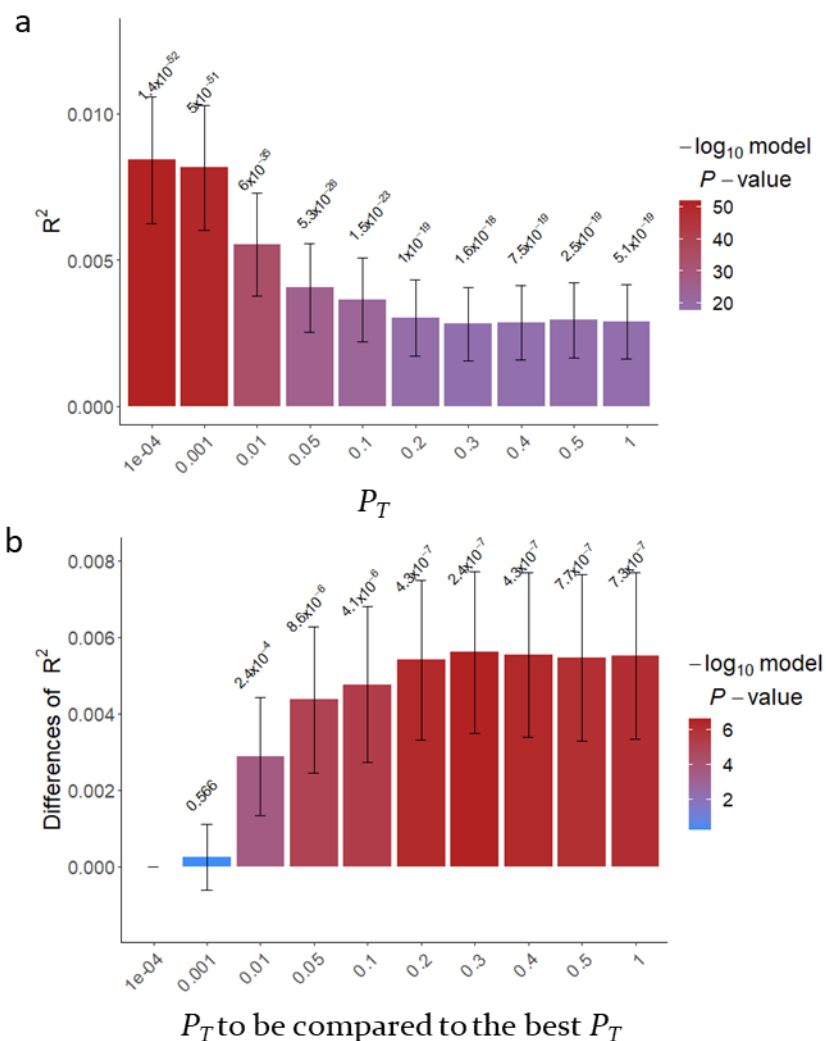 a
1.4x10⁻⁵²
5x10⁻⁵¹
6x10⁻³⁵
5.3x10⁻²⁶
1.5x10⁻²³
1x10⁻¹⁹
1.6x10⁻¹⁸
7.5x10⁻¹⁹
2.5x10⁻¹⁹
5.1x10⁻¹⁹
R²
0.010
0.005
0.000
1e-04
0.001
0.01
0.05
0.1
0.2
0.3
0.4
0.5
1
P_T
−log₁₀ model
P − value
50
40
30
20
b
0.566
2.4x10⁻⁴
8.6x10⁻⁶
4.1x10⁻⁶
4.3x10⁻⁷
2.4x10⁻⁷
4.3x10⁻⁷
7.7x10⁻⁷
7.3x10⁻⁷
Differences of R²
0.008
0.006
0.004
0.002
0.000
1e-04
0.001
0.01
0.05
0.1
0.2
0.3
0.4
0.5
1
P_T to be compared to the best P_T
−log₁₀ model
P − value
6
4
2